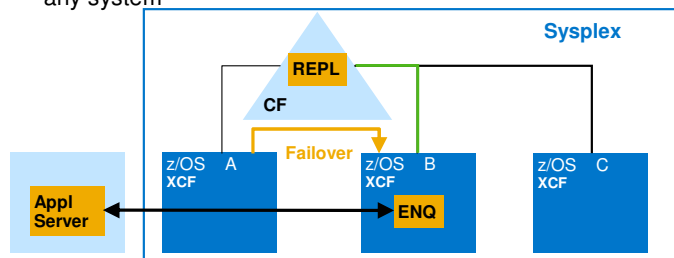 any system
Sysplex
REPL
CF
Failover
z/OS A
XCF
z/OS B
XCF
z/OS C
XCF
Appl
Server
ENQ